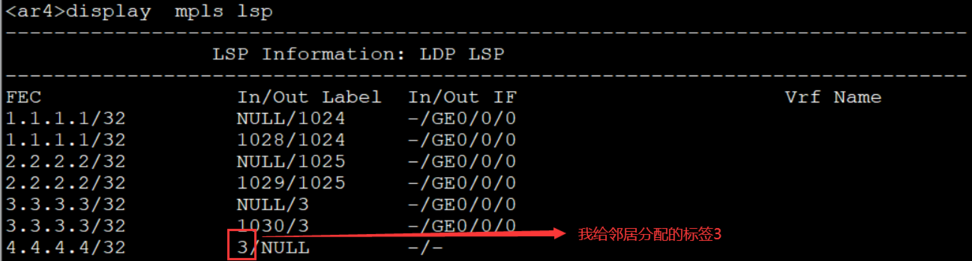 <ar4>display mpls lsp
-------------------------------------------------------------------------------
LSP Information: LDP LSP
-------------------------------------------------------------------------------
FEC In/Out Label In/Out IF Vrf Name
1.1.1.1/32 NULL/1024 -/GE0/0/0
1.1.1.1/32 1028/1024 -/GE0/0/0
2.2.2.2/32 NULL/1025 -/GE0/0/0
2.2.2.2/32 1029/1025 -/GE0/0/0
3.3.3.3/32 NULL/3 -/GE0/0/0
3.3.3.3/32 1030/3 -/GE0/0/0
4.4.4.4/32 3/NULL -/- 我给邻居分配的标签3